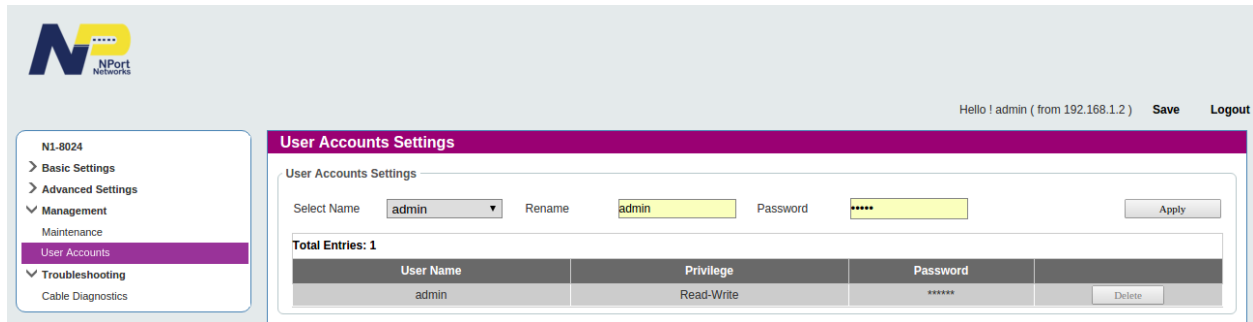 NP
NPort
Networks
Hello ! admin ( from 192.168.1.2 ) Save Logout
N1-8024
Basic Settings
Advanced Settings
Management
Maintenance
User Accounts
Troubleshooting
Cable Diagnostics
User Accounts Settings
User Accounts Settings
Select Name admin Rename admin Password ••••• Apply
Total Entries: 1
User Name Privilege Password
admin Read-Write ****** Delete